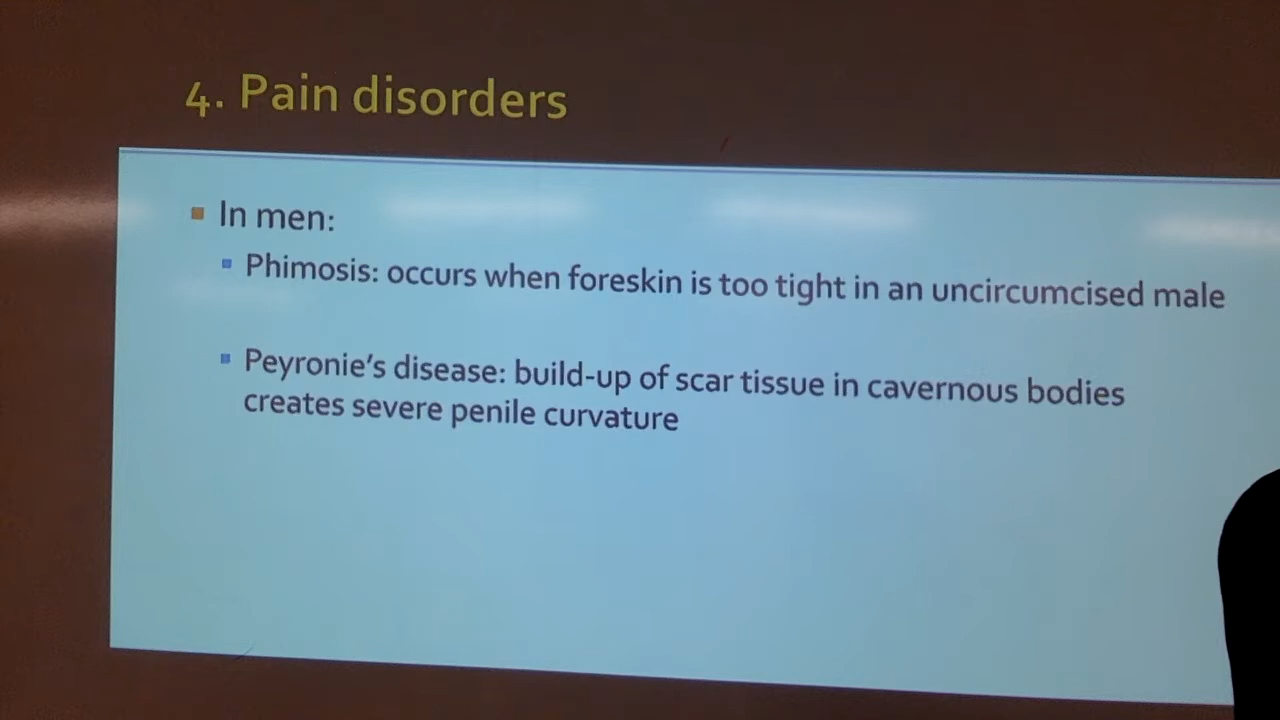 4. Pain disorders
In men:
Phimosis: occurs when foreskin is too tight in an uncircumcised male
Peyronie's disease: build-up of scar tissue in cavernous bodies
creates severe penile curvature